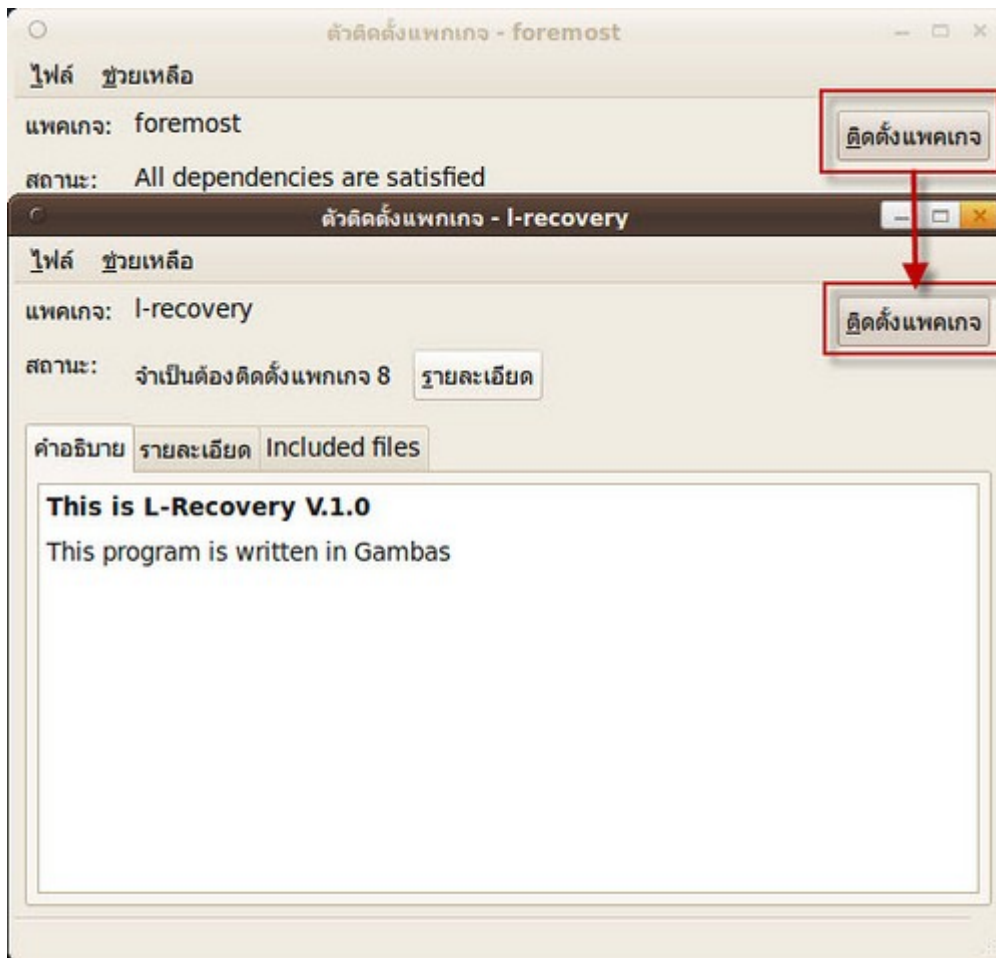 ตัวติดตั้งแพกเกจ - foremost
ไฟล์ ช่วยเหลือ
แพคเกจ: foremost
ติดตั้งแพคเกจ
สถานะ: All dependencies are satisfied
ตัวติดตั้งแพกเกจ - l-recovery
ไฟล์ ช่วยเหลือ
แพคเกจ: l-recovery
ติดตั้งแพคเกจ
สถานะ: จำเป็นต้องติดตั้งแพกเกจ 8 รายละเอียด
คำอธิบาย รายละเอียด Included files
This is L-Recovery V.1.0
This program is written in Gambas